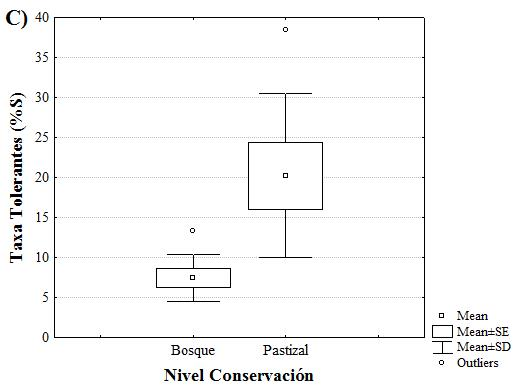 C)
Taxa Tolerantes (%S)
40
35
30
25
20
15
10
5
0
Bosque
Pastizal
Nivel Conservación
Mean
Mean±SE
Mean±SD
Outliers